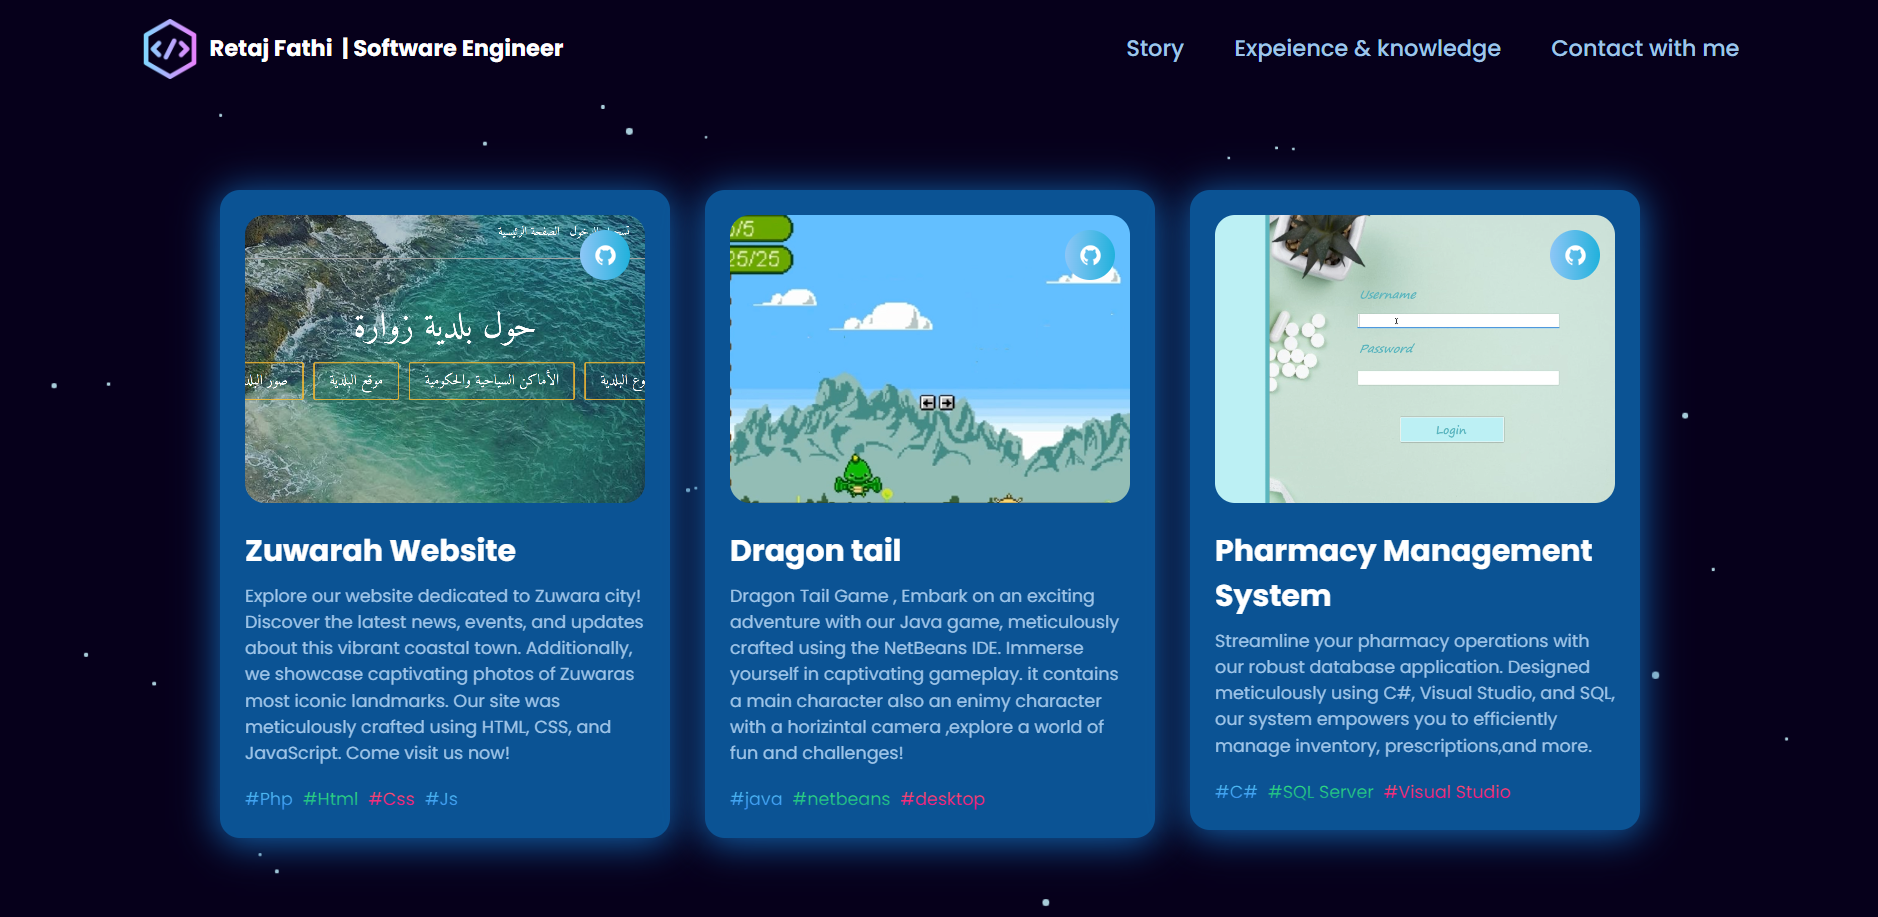 Retaj Fathi | Software Engineer
Story
Expeience & knowledge
Contact with me
الصفحة الرئيسية
حول بلدية زوارة
صور البلد
موقع البلدية
الأماكن السياحية والحكومية
وع البلدية
Zuwarah Website
Explore our website dedicated to Zuwara city!
Discover the latest news, events, and updates
about this vibrant coastal town. Additionally,
we showcase captivating photos of Zuwaras
most iconic landmarks. Our site was
meticulously crafted using HTML, CSS, and
JavaScript. Come visit us now!
#Php #Html #Css #Js
/5
25/25
Dragon tail
Dragon Tail Game , Embark on an exciting
adventure with our Java game, meticulously
crafted using the NetBeans IDE. Immerse
yourself in captivating gameplay. it contains
a main character also an enimy character
with a horizintal camera ,explore a world of
fun and challenges!
#java #netbeans #desktop
Username
Password
Login
Pharmacy Management
System
Streamline your pharmacy operations with
our robust database application. Designed
meticulously using C#, Visual Studio, and SQL,
our system empowers you to efficiently
manage inventory, prescriptions,and more.
#C# #SQL Server #Visual Studio